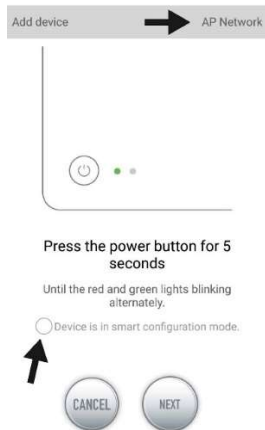 Add device AP Network
Press the power button for 5
seconds
Until the red and green lights blinking
alternately.
Device is in smart configuration mode.
CANCEL NEXT